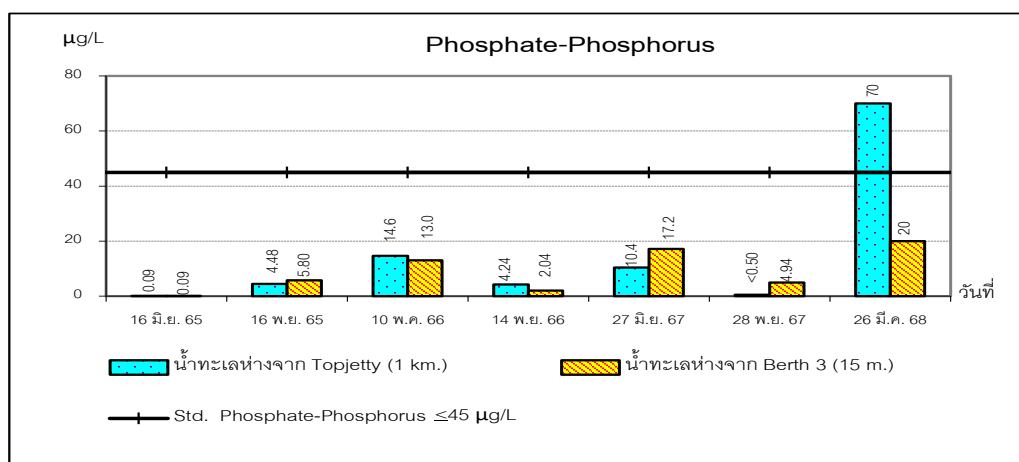 µg/L
Phosphate-Phosphorus
80
60
40
20
0
0.09
0.09
4.48
5.80
14.6
13.0
4.24
2.04
10.4
17.2
<0.50
4.94
70
20
วันที่
16 มิ.ย. 65
16 พ.ย. 65
10 พ.ค. 66
14 พ.ย. 66
27 มิ.ย. 67
28 พ.ย. 67
26 มี.ค. 68
น้ำทะเลห่างจาก Topjetty (1 km.)
น้ำทะเลห่างจาก Berth 3 (15 m.)
Std. Phosphate-Phosphorus ≤45 µg/L